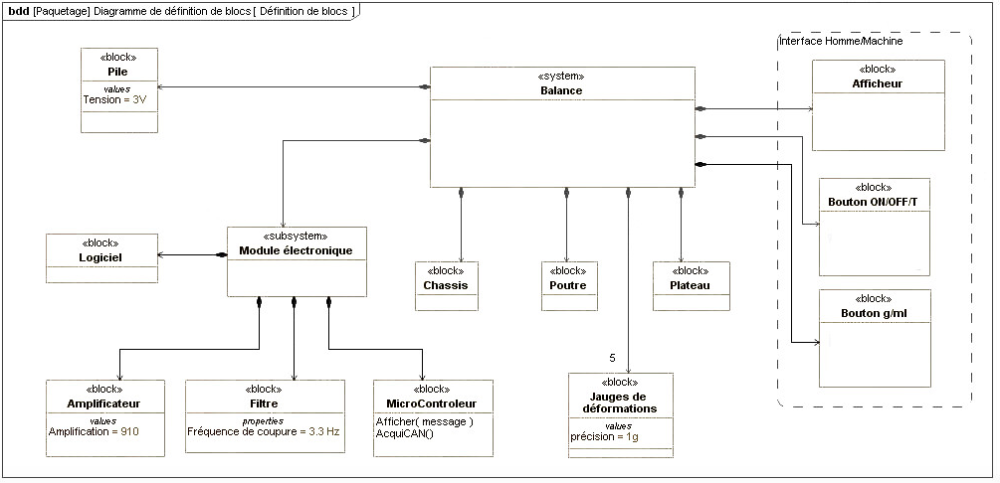 bdd [Paquetage] Diagramme de définition de blocs [ Définition de blocs ]
«block»
Pile
values
Tension = 3V
«system»
Balance
Interface Homme/Machine
«block»
Afficheur
«block»
Bouton ON/OFF/T
«block»
Bouton g/ml
«subsystem»
Module électronique
«block»
Logiciel
«block»
Chassis
«block»
Poutre
«block»
Plateau
«block»
Amplificateur
values
Amplification = 910
«block»
Filtre
properties
Fréquence de coupure = 3.3 Hz
«block»
MicroControleur
Afficher( message )
AcquiCAN()
5
«block»
Jauges de
déformations
values
précision = 1g